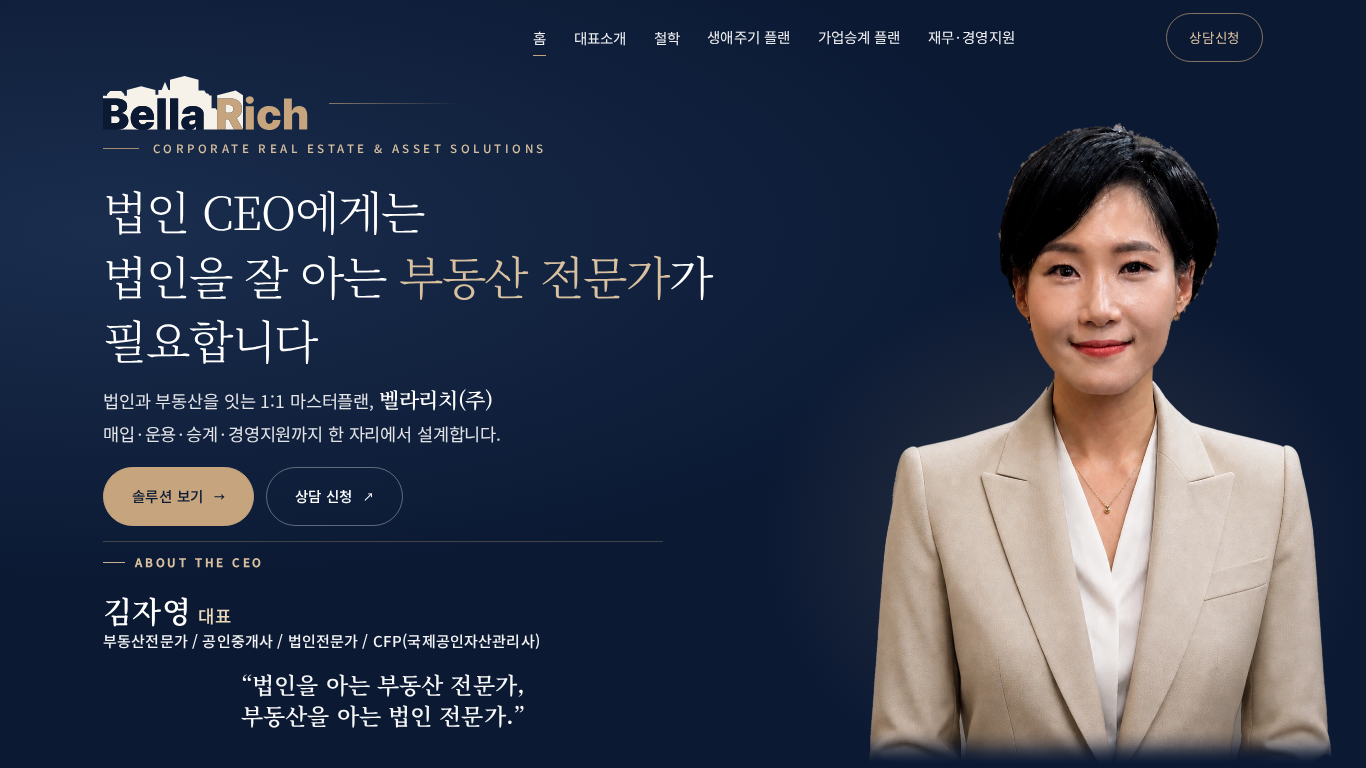 홈 대표소개 철학 생애주기 플랜 가업승계 플랜 재무·경영지원 상담신청
Bella Rich
CORPORATE REAL ESTATE & ASSET SOLUTIONS
법인 CEO에게는
법인을 잘 아는 부동산 전문가가
필요합니다
법인과 부동산을 잇는 1:1 마스터플랜, 벨라리치(주)
매입·운용·승계·경영지원까지 한 자리에서 설계합니다.
솔루션 보기 → 상담 신청 ↗
ABOUT THE CEO
김자영 대표
부동산전문가 / 공인중개사 / 법인전문가 / CFP(국제공인자산관리사)
“법인을 아는 부동산 전문가,
부동산을 아는 법인 전문가.”